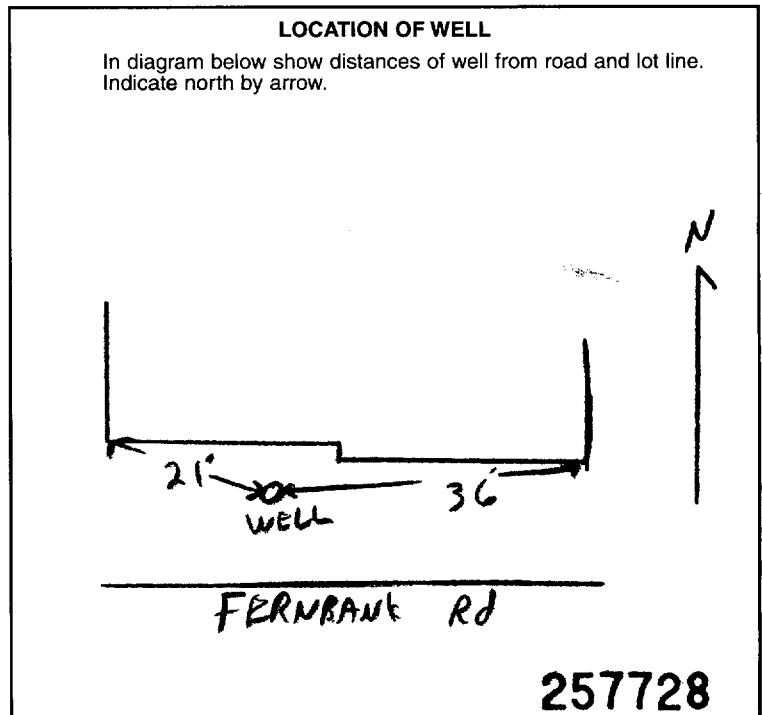 LOCATION OF WELL
In diagram below show distances of well from road and lot line.
Indicate north by arrow.
N
21'
36'
WELL
FERNBANK Rd
257728